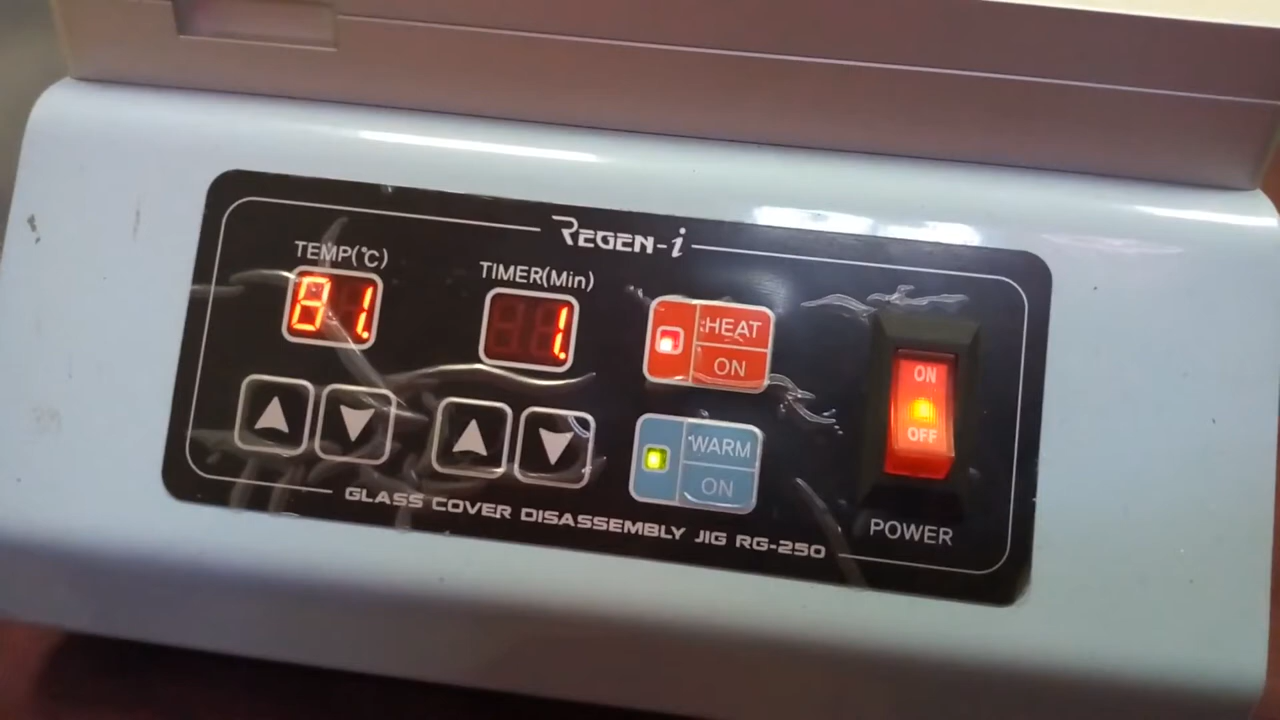 REGEN-i
TEMP(°C)
TIMER(Min)
81.
1.
HEAT
ON
WARM
ON
ON
OFF
POWER
GLASS COVER DISASSEMBLY JIG RG-250